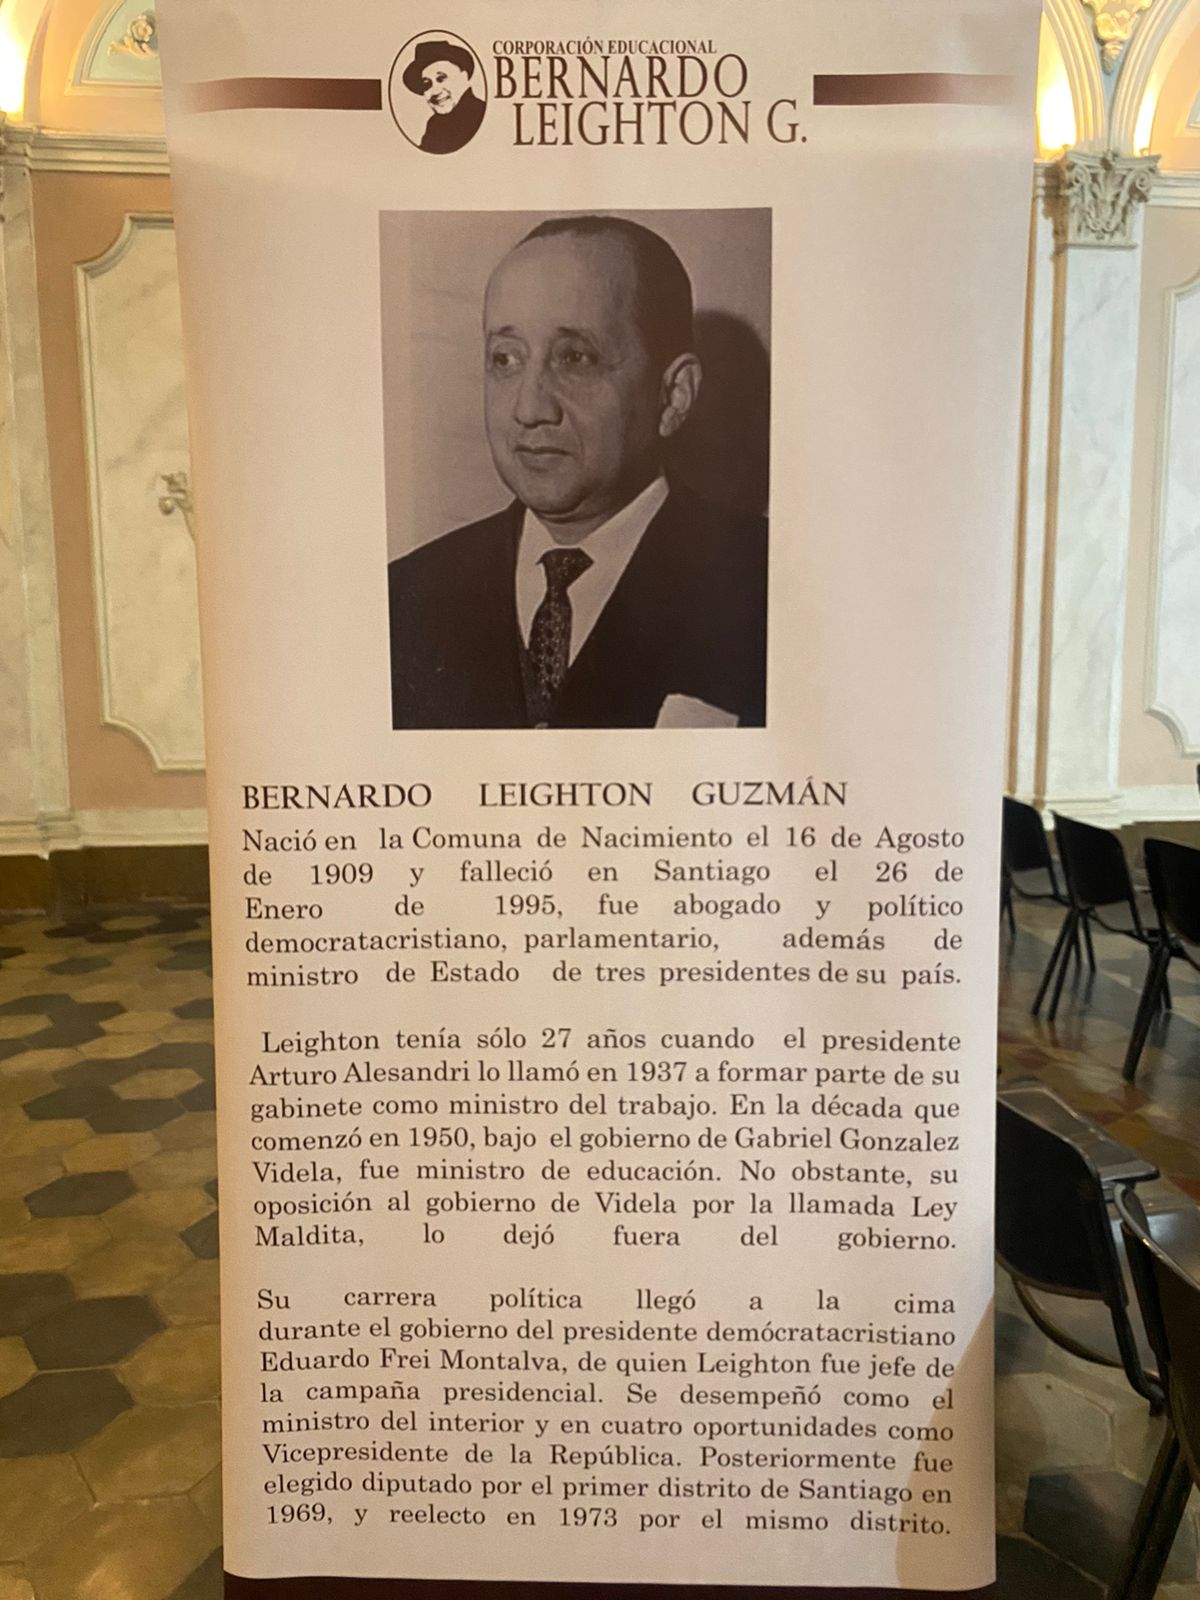 CORPORACIÓN EDUCACIONAL
BERNARDO
LEIGHTON G.
BERNARDO LEIGHTON GUZMÁN
Nació en la Comuna de Nacimiento el 16 de Agosto
de 1909 y falleció en Santiago el 26 de
Enero de 1995, fue abogado y político
democratacristiano, parlamentario, además de
ministro de Estado de tres presidentes de su país.
Leighton tenía sólo 27 años cuando el presidente
Arturo Alesandri lo llamó en 1937 a formar parte de su
gabinete como ministro del trabajo. En la década que
comenzó en 1950, bajo el gobierno de Gabriel Gonzalez
Videla, fue ministro de educación. No obstante, su
oposición al gobierno de Videla por la llamada Ley
Maldita, lo dejó fuera del gobierno.
Su carrera política llegó a la cima
durante el gobierno del presidente demócratacristiano
Eduardo Frei Montalva, de quien Leighton fue jefe de
la campaña presidencial. Se desempeñó como el
ministro del interior y en cuatro oportunidades como
Vicepresidente de la República. Posteriormente fue
elegido diputado por el primer distrito de Santiago en
1969, y reelecto en 1973 por el mismo distrito.